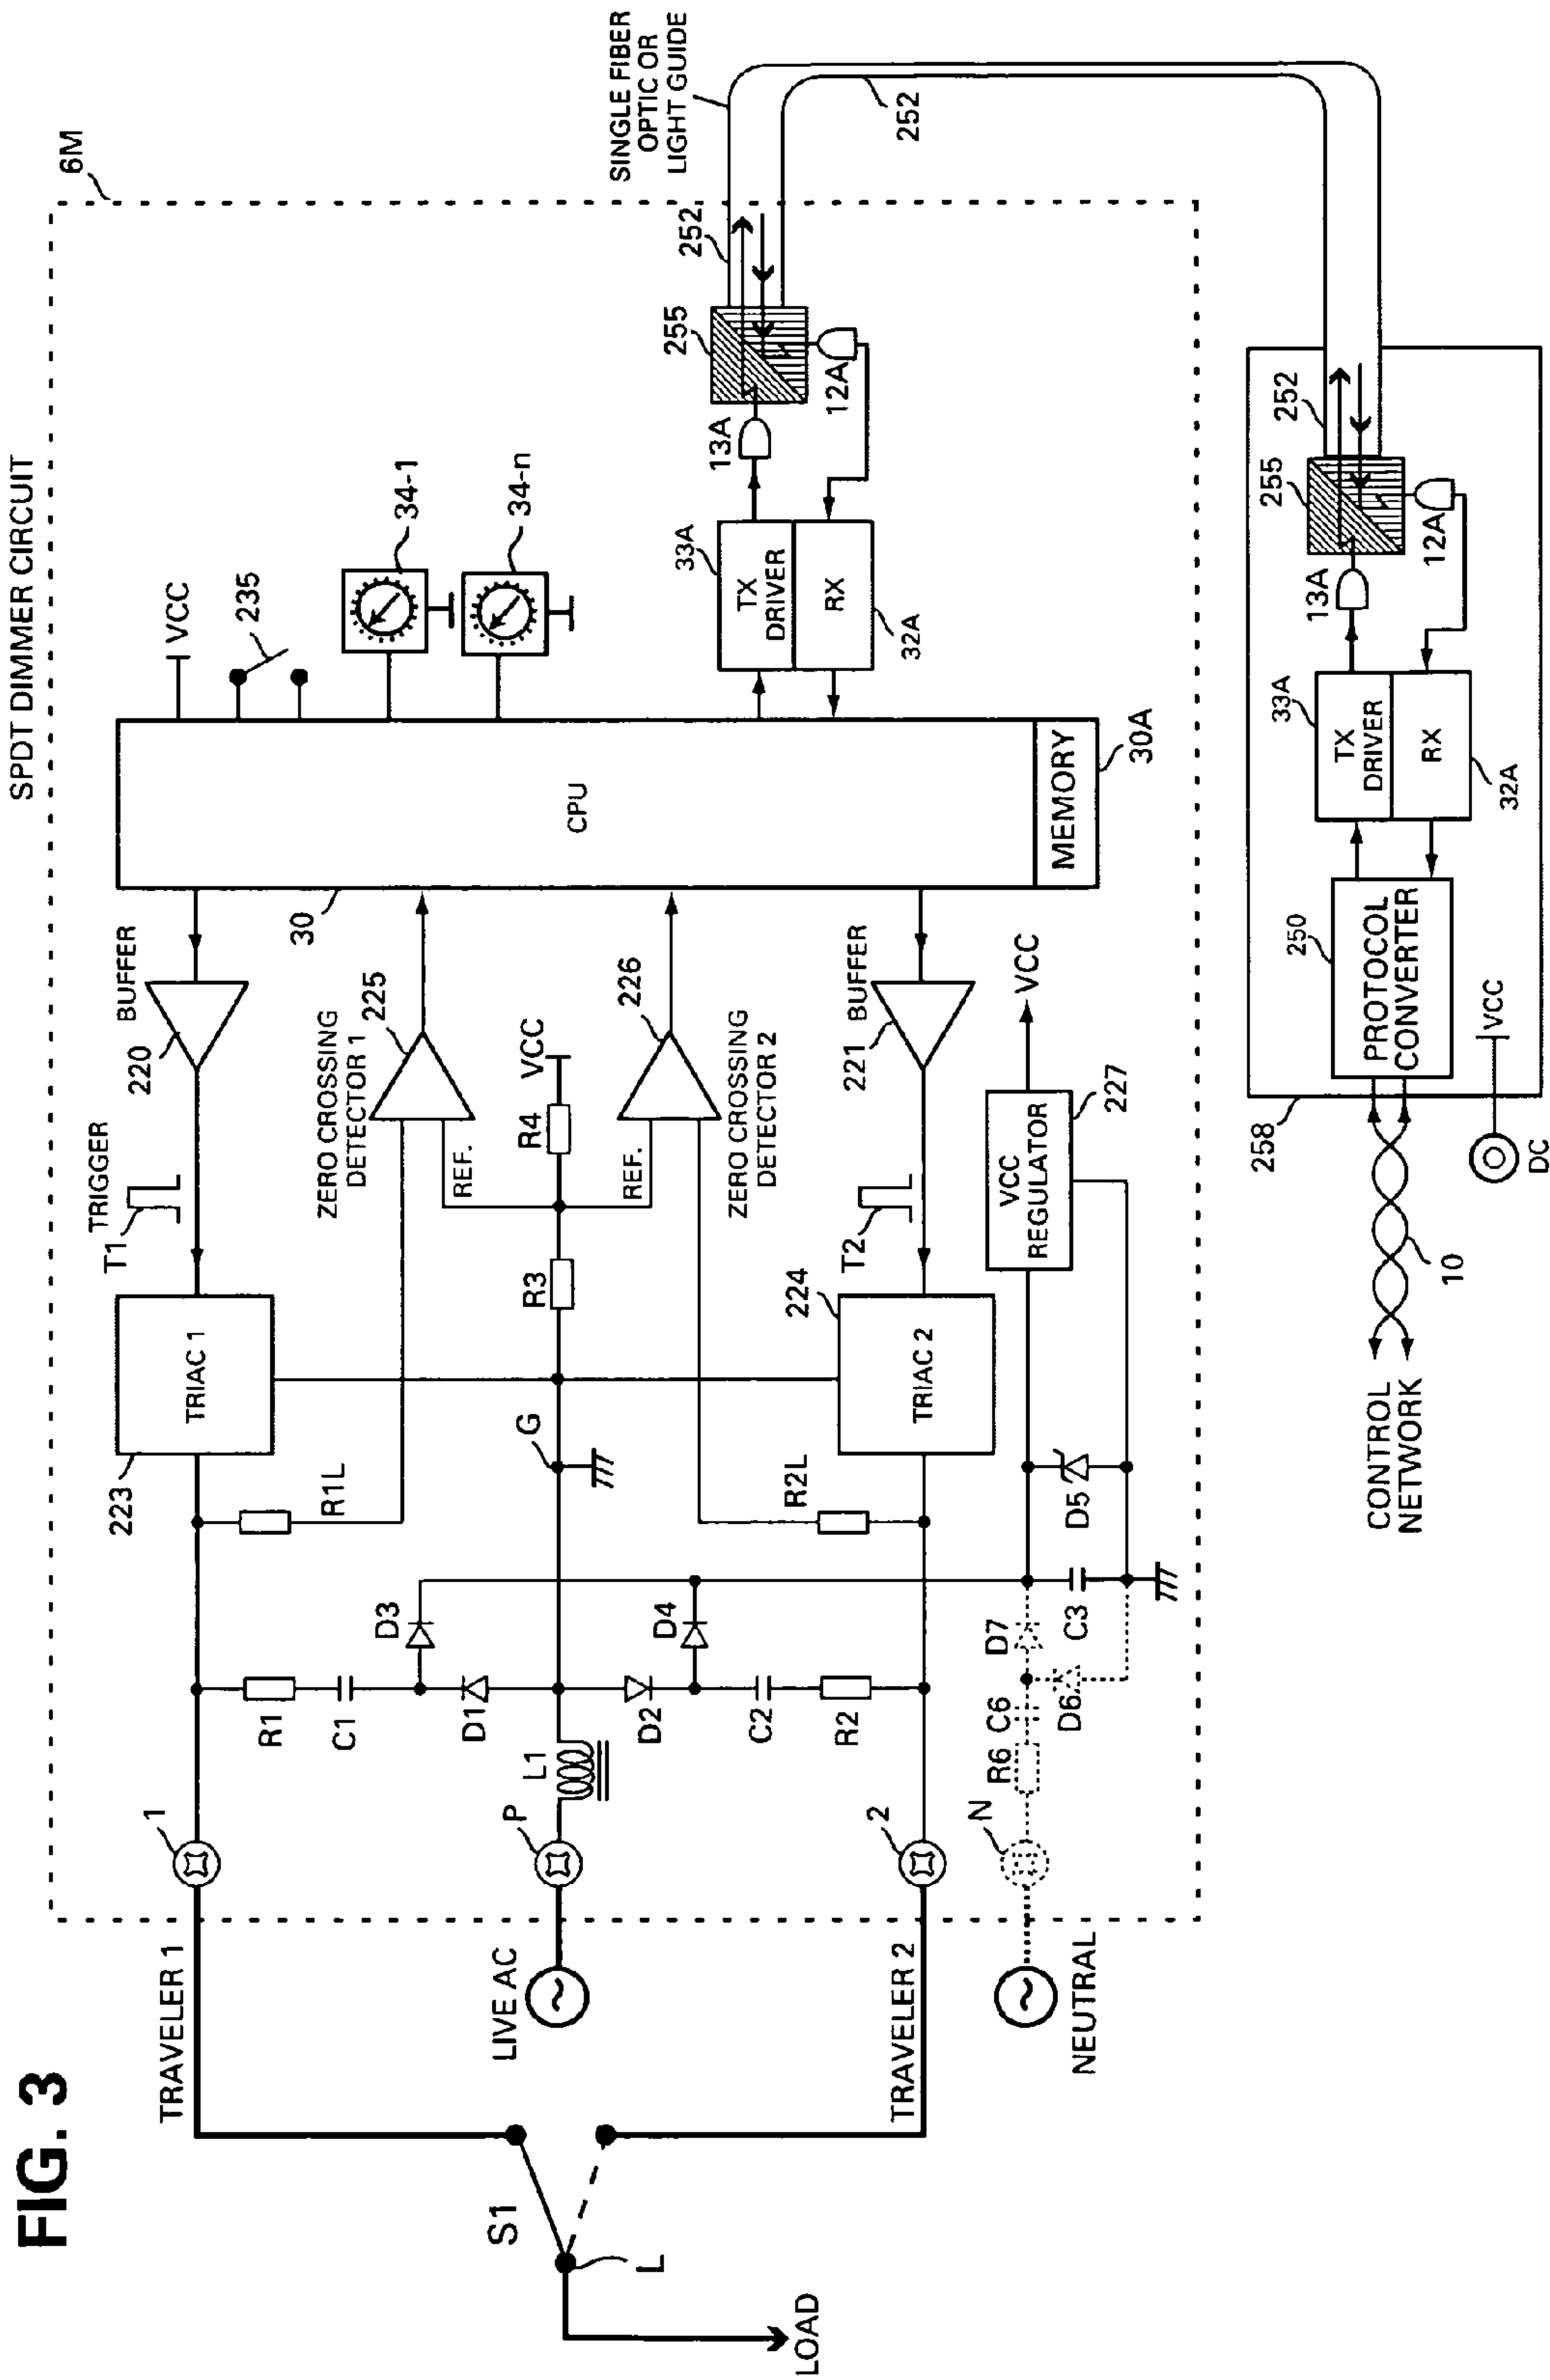 FIG. 3
SPDT DIMMER CIRCUIT
6M
LOAD
L
S1
TRAVELER 1
LIVE AC
TRAVELER 2
NEUTRAL
1
P
2
N
R1
C1
D1
D3
L1
D2
D4
C2
R2
R6
C6
D7
D6
C3
D5
223
TRIAC 1
R1L
G
R2L
224
TRIAC 2
T1
TRIGGER
220
BUFFER
ZERO CROSSING
DETECTOR 1
225
REF.
R3
R4
VCC
REF.
226
ZERO CROSSING
DETECTOR 2
T2
221
BUFFER
VCC
REGULATOR
227
VCC
30
CPU
MEMORY
30A
VCC
235
34-1
34-n
33A
TX
DRIVER
RX
32A
13A
12A
255
252
SINGLE FIBER
OPTIC OR
LIGHT GUIDE
252
CONTROL
NETWORK
10
258
DC
VCC
250
PROTOCOL
CONVERTER
33A
TX
DRIVER
RX
32A
13A
12A
255
252